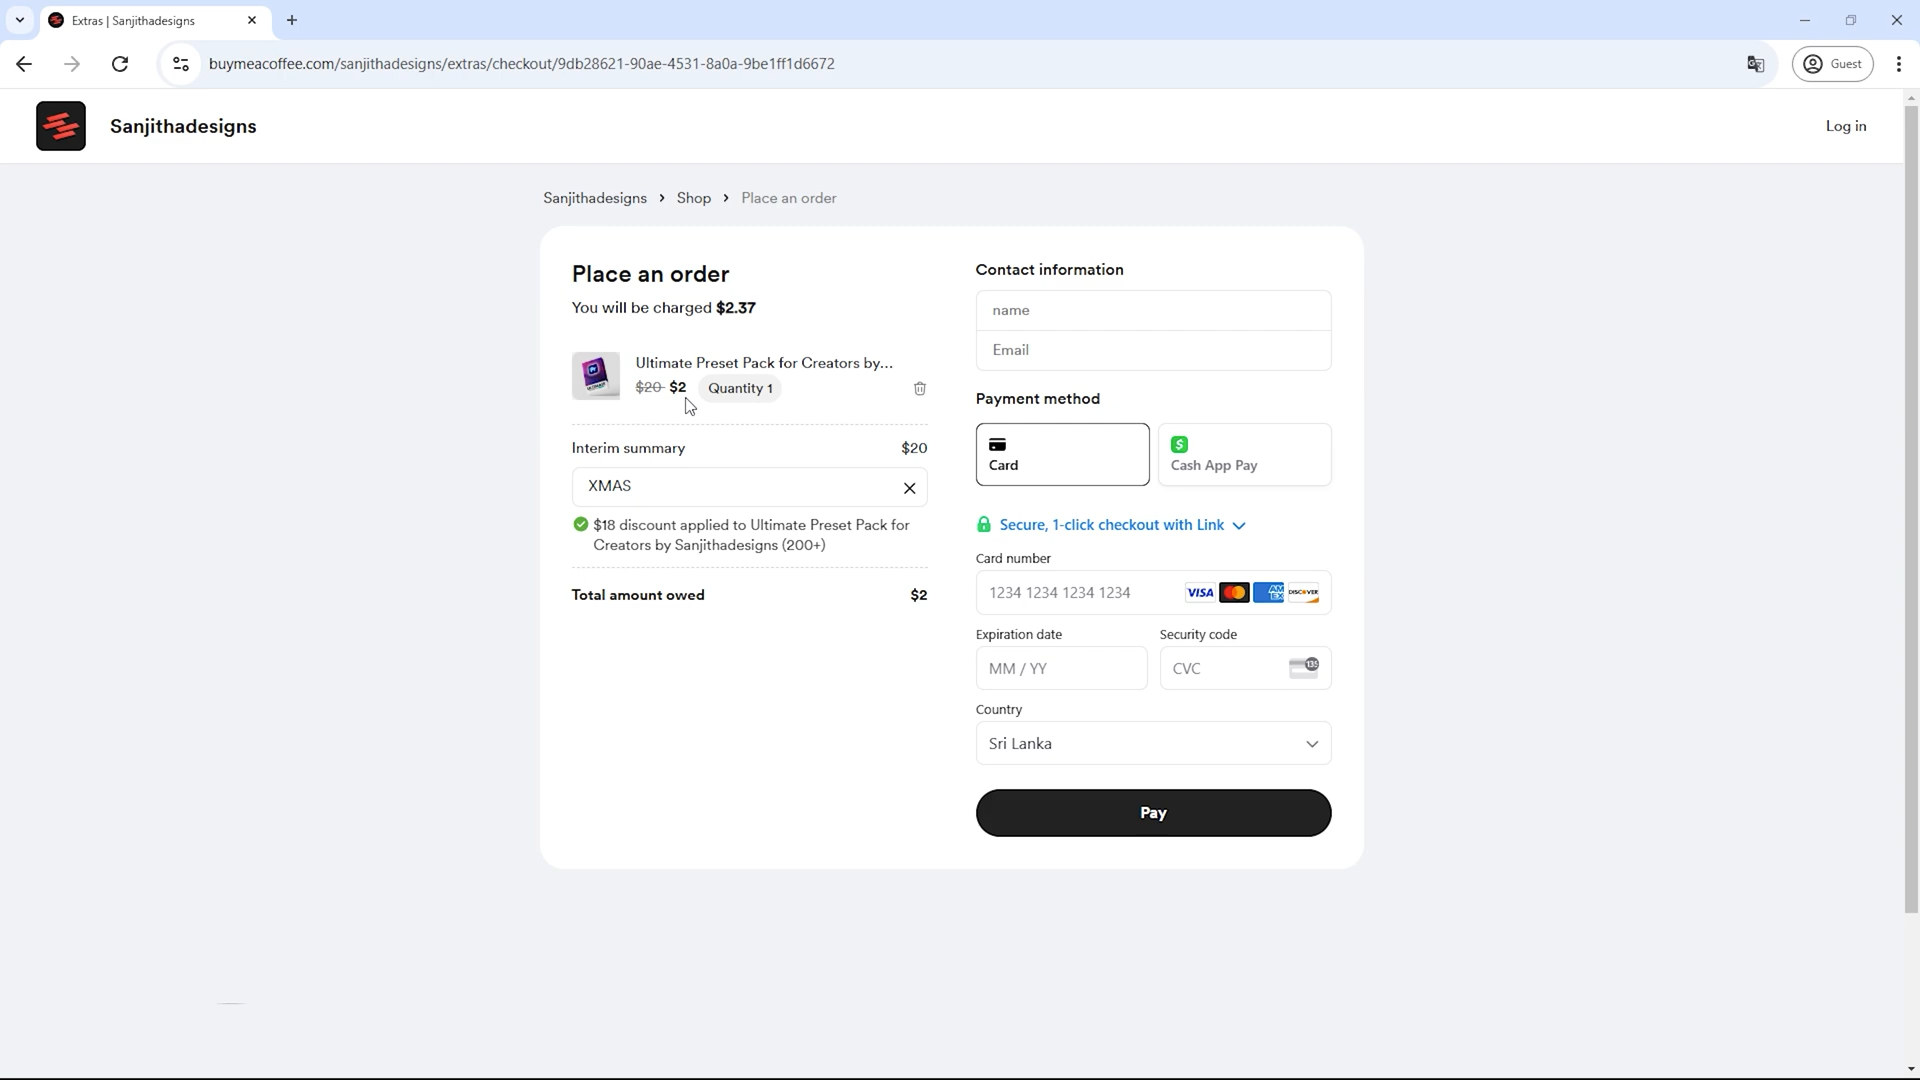 Extras | Sanjithadesigns
buymeacoffee.com/sanjithadesigns/extras/checkout/9db28621-90ae-4531-8a0a-9be1ff1d6672
Guest
Sanjithadesigns
Log in
Sanjithadesigns > Shop > Place an order
Place an order
You will be charged $2.37
Ultimate Preset Pack for Creators by...
$20 $2 Quantity 1
Interim summary $20
XMAS
$18 discount applied to Ultimate Preset Pack for
Creators by Sanjithadesigns (200+)
Total amount owed $2
Contact information
name
Email
Payment method
Card
Cash App Pay
Secure, 1-click checkout with Link
Card number
1234 1234 1234 1234 VISA AMEX DISCOVER
Expiration date Security code
MM / YY CVC
Country
Sri Lanka
Pay